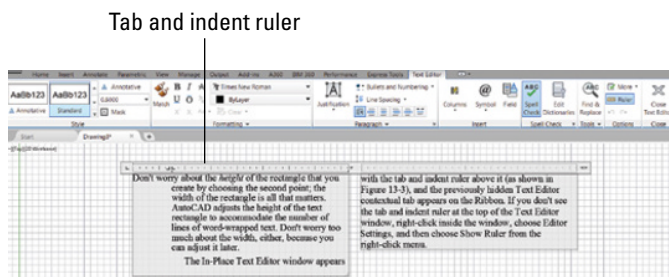 Tab and indent ruler
Home Insert Annotate Parametric View Manage Output Add-ins A360 BIM 360 Performance Express Tools Text Editor
AaBb123 AaBb123 Annotative Match B I A Times New Roman Bullets and Numbering More
0.8000 U O ByLayer Justification Line Spacing Columns Symbol Field Spell Check Edit Dictionaries Find & Replace Ruler Close Text Editor
Annotative Standard Mask
Style Formatting Paragraph Insert Spell Check Tools Options Close
Start Drawing3*
Don't worry about the height of the rectangle that you
create by choosing the second point; the
width of the rectangle is all that matters.
AutoCAD adjusts the height of the text
rectangle to accommodate the number of
lines of word-wrapped text. Don't worry too
much about the width, either, because you
can adjust it later.
The In-Place Text Editor window appears
with the tab and indent ruler above it (as shown in
Figure 13-3), and the previously hidden Text Editor
contextual tab appears on the Ribbon. If you don't see
the tab and indent ruler at the top of the Text Editor
window, right-click inside the window, choose Editor
Settings, and then choose Show Ruler from the
right-click menu.